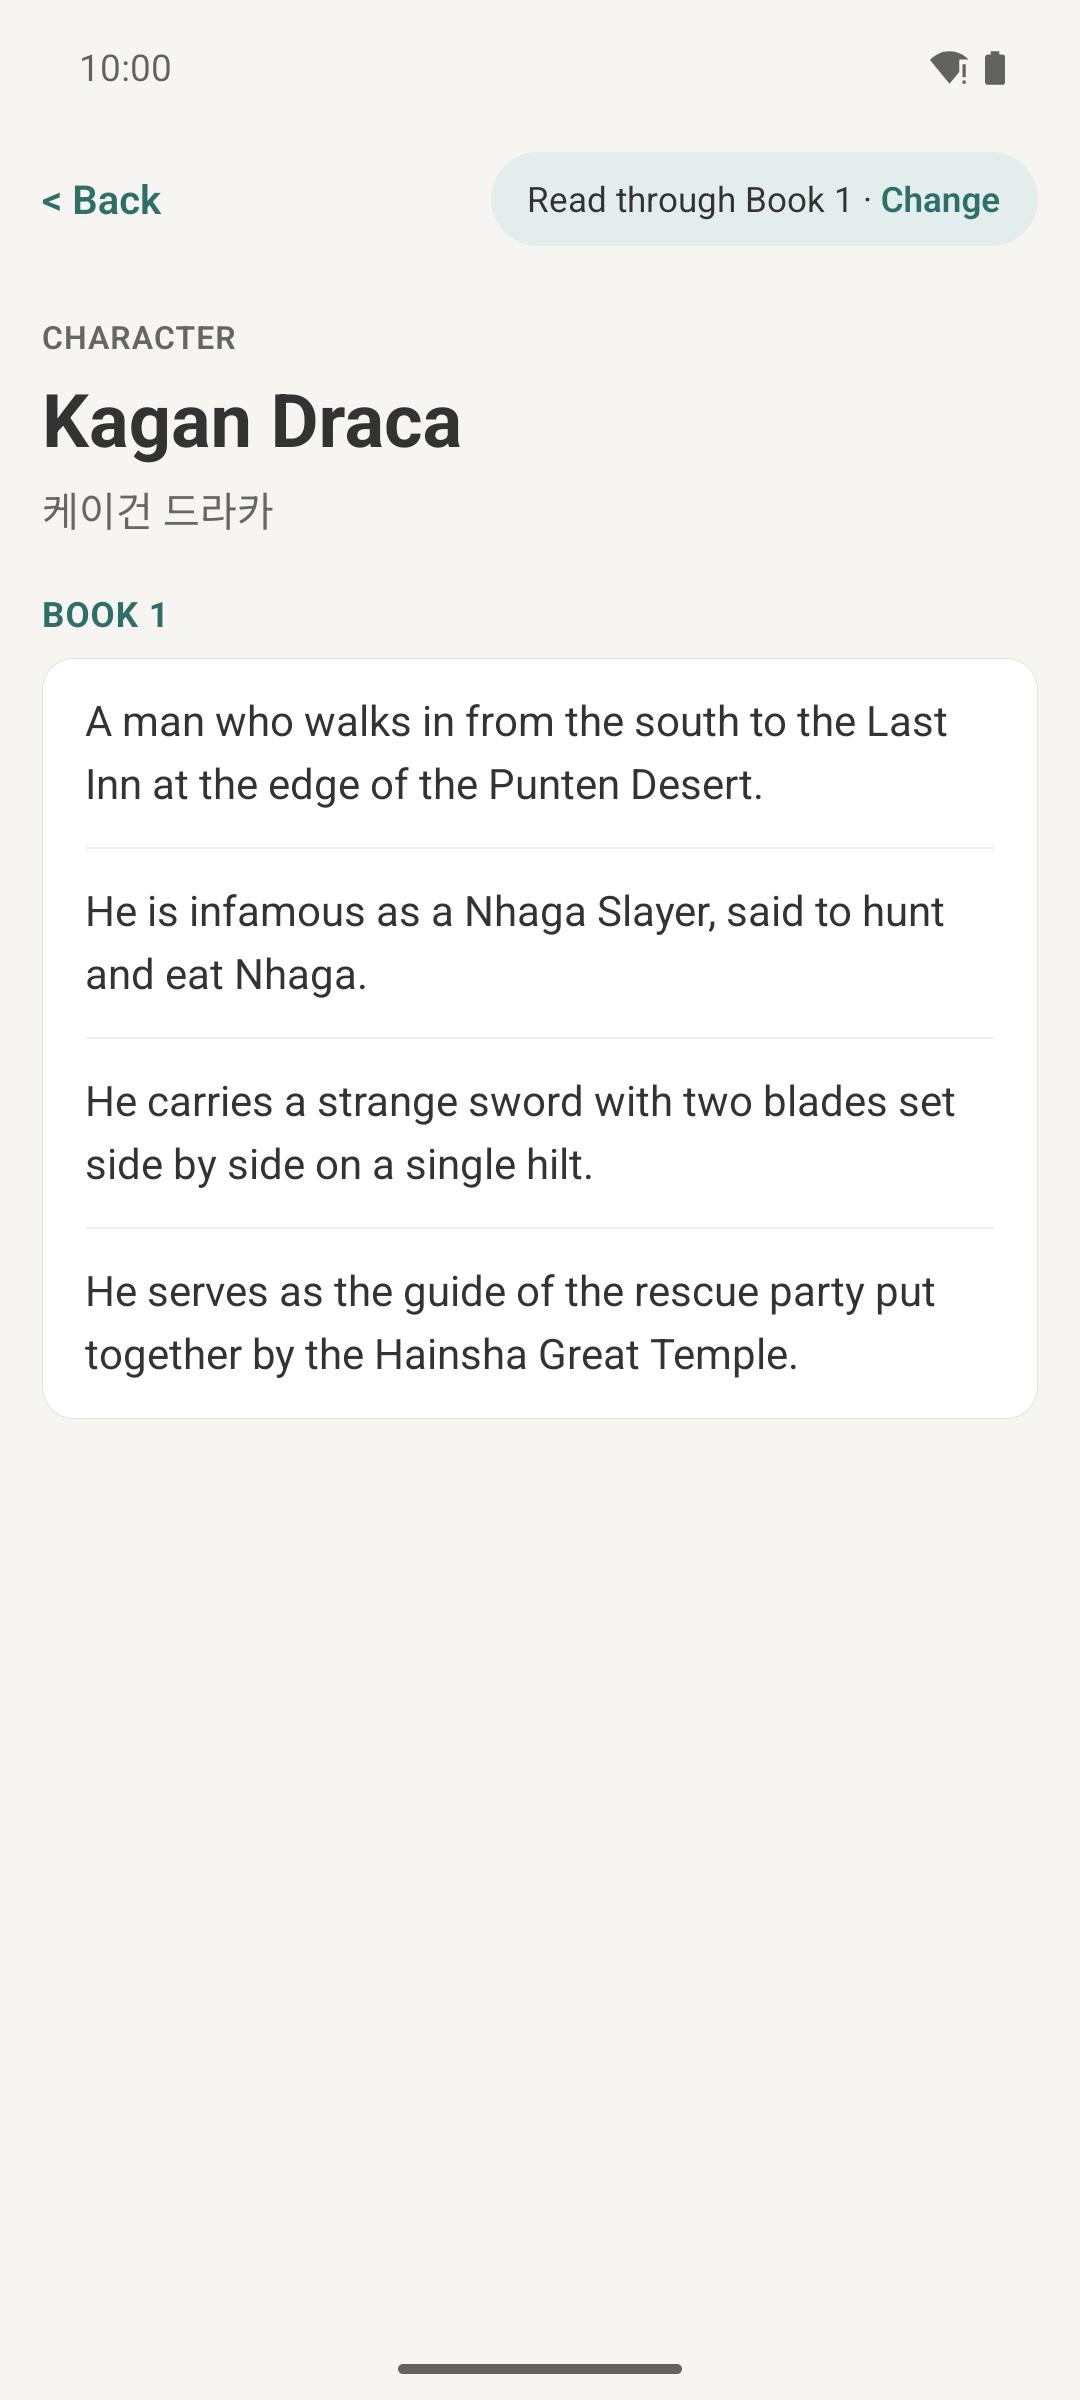 10:00
< Back
Read through Book 1 · Change
CHARACTER
Kagan Draca
케이건 드라카
BOOK 1
A man who walks in from the south to the Last
Inn at the edge of the Punten Desert.
He is infamous as a Nhaga Slayer, said to hunt
and eat Nhaga.
He carries a strange sword with two blades set
side by side on a single hilt.
He serves as the guide of the rescue party put
together by the Hainsha Great Temple.